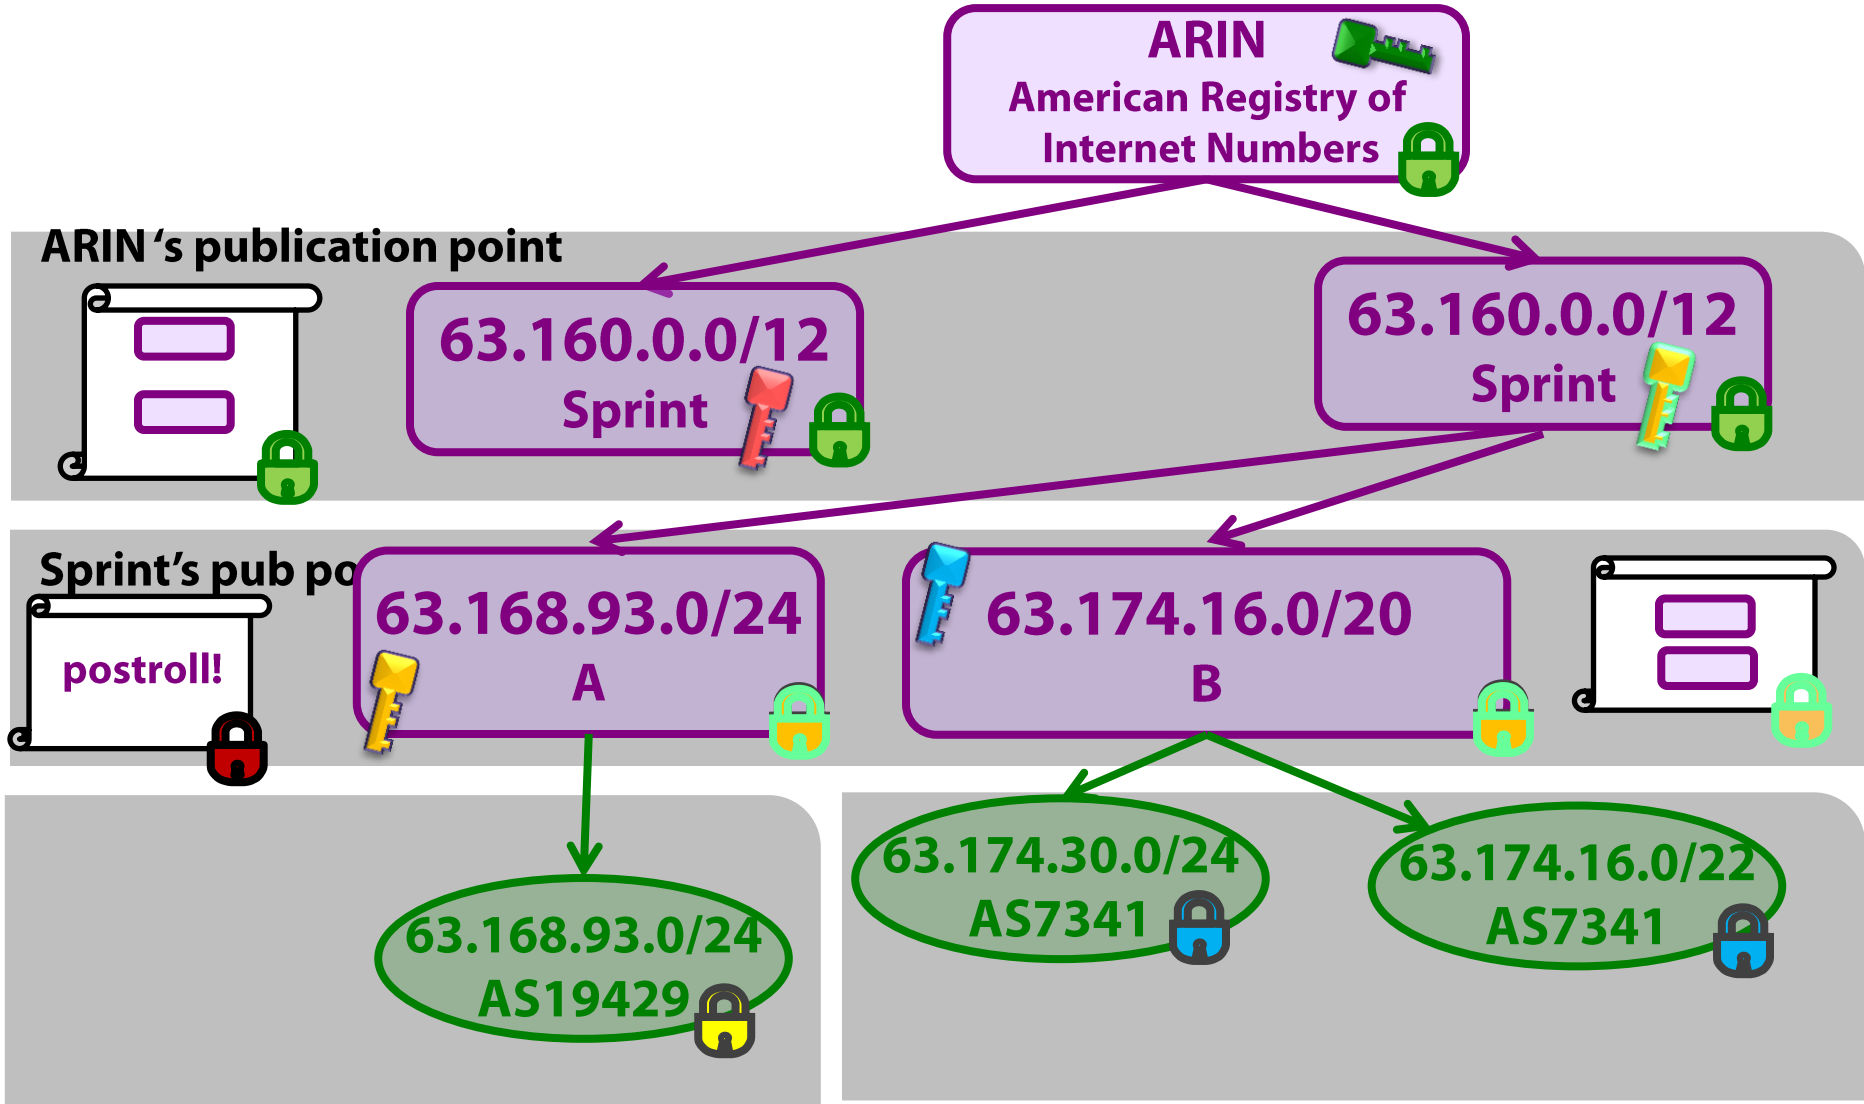 ARIN
American Registry of
Internet Numbers
ARIN ‘s publication point
63.160.0.0/12
Sprint
63.160.0.0/12
Sprint
Sprint’s pub po
postroll!
63.168.93.0/24
A
63.174.16.0/20
B
63.168.93.0/24
AS19429
63.174.30.0/24
AS7341
63.174.16.0/22
AS7341